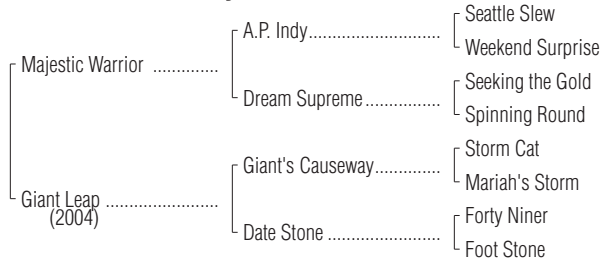 Seattle Slew
A.P. Indy..............................
Weekend Surprise
Majestic Warrior ..............
Seeking the Gold
Dream Supreme.................
Spinning Round
Storm Cat
Giant's Causeway...............
Mariah's Storm
Giant Leap ........................
(2004)
Forty Niner
Date Stone .........................
Foot Stone